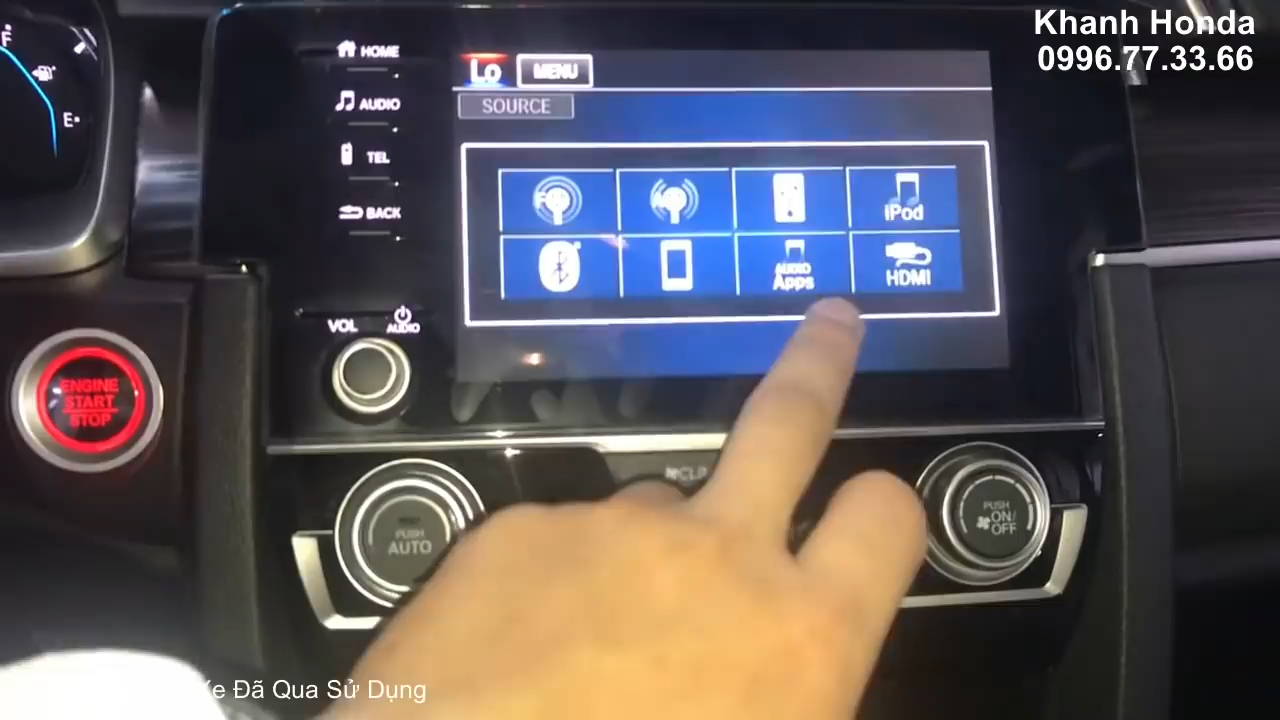 Khanh Honda
0996.77.33.66
F
E
HOME
AUDIO
TEL
BACK
VOL
AUDIO
Lo
MENU
SOURCE
iPod
AUDIO
Apps
HDMI
ENGINE
START
STOP
PUSH
AUTO
PUSH
ON/
OFF
Xe Đã Qua Sử Dụng